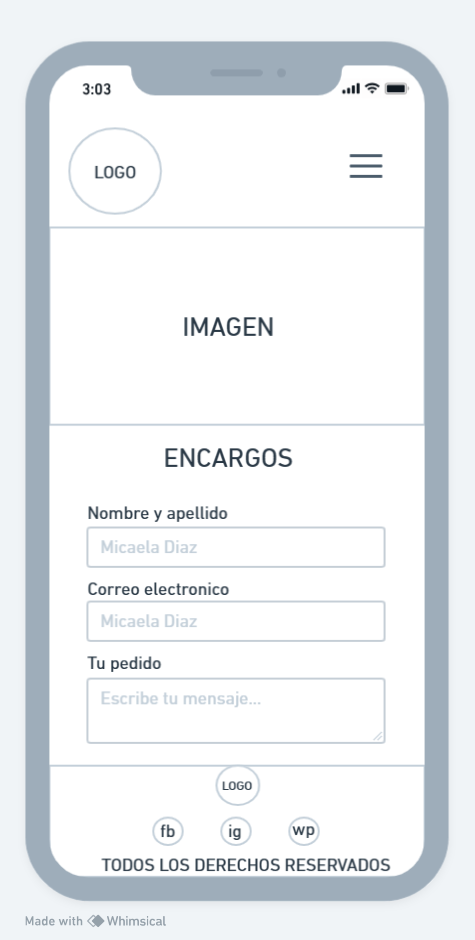 3:03
LOGO
IMAGEN
ENCARGOS
Nombre y apellido
Micaela Diaz
Correo electronico
Micaela Diaz
Tu pedido
Escribe tu mensaje...
LOGO
fb ig wp
TODOS LOS DERECHOS RESERVADOS
Made with Whimsical